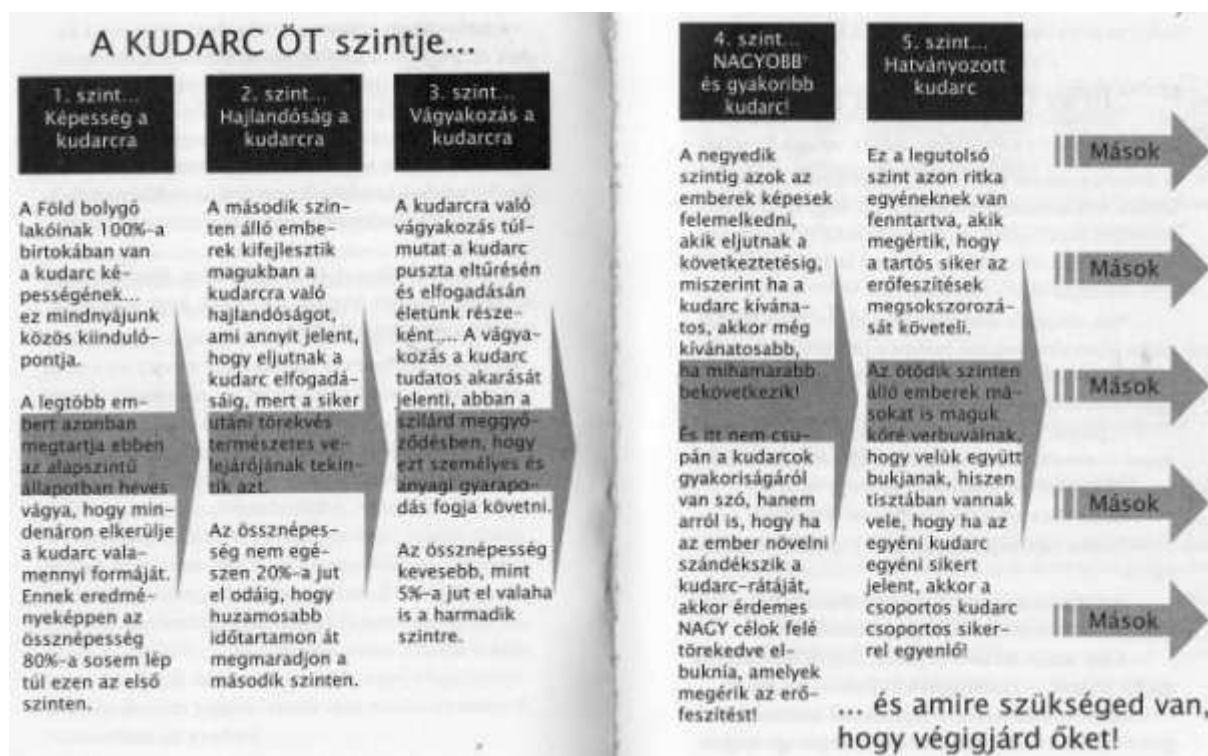 A KUDARC ÖT szintje...
1. szint...
Képesség a
kudarcra
A Föld bolygó
lakóinak 100%-a
birtokában van
a kudarc ké-
pességének...
ez mindnyájunk
közös kiinduló-
pontja.
A legtöbb em-
bert azonban
megtartja ebben
az alapszintű
állapotban heves
vágya, hogy min-
denáron elkerülje
a kudarc vala-
mennyi formáját.
Ennek eredmé-
nyeképpen az
össznépesség
80%-a sosem lép
túl ezen az első
szinten.
2. szint...
Hajlandóság a
kudarcra
A második szin-
ten álló embe-
rek kifejlesztik
magukban a
kudarcra való
hajlandóságot,
ami annyit jelent,
hogy eljutnak a
kudarc elfogadá-
sáig, mert a siker
utáni törekvés
természetes ve-
lejárójának tekin-
tik azt.
Az össznépes-
ség nem egé-
szen 20%-a jut
el odáig, hogy
huzamosabb
időtartamon át
megmaradjon a
második szinten.
3. szint...
Vágyakozás a
kudarcra
A kudarcra való
vágyakozás túl-
mutat a kudarc
puszta eltűrésén
és elfogadásán
életünk része-
ként.... A vágya-
kozás a kudarc
tudatos akarását
jelenti, abban a
szilárd meggyő-
ződésben, hogy
ezt személyes és
anyagi gyarapo-
dás fogja követni.
Az össznépesség
kevesebb, mint
5%-a jut el valaha
is a harmadik
szintre.
4. szint...
NAGYOBB
és gyakoribb
kudarc!
A negyedik
szintig azok az
emberek képesek
felemelkedni,
akik eljutnak a
következtetésig,
miszerint ha a
kudarc kívána-
tos, akkor még
kívánatosabb,
ha mihamarabb
bekövetkezik!
És itt nem csu-
pán a kudarcok
gyakoriságáról
van szó, hanem
arról is, hogy ha
az ember növelni
szándékszik a
kudarc-rátáját,
akkor érdemes
NAGY célok felé
törekedve el-
buknia, amelyek
megérik az erő-
feszítést!
5. szint...
Hatványozott
kudarc
Ez a legutolsó
szint azon ritka
egyéneknek van
fenntartva, akik
megértik, hogy
a tartós siker az
erőfeszítések
megsokszorozá-
sát követeli.
Az ötödik szinten
álló emberek má-
sokat is maguk
köré verbuválnak,
hogy velük együtt
bukjanak, hiszen
tisztában vannak
vele, hogy ha az
egyéni kudarc
egyéni sikert
jelent, akkor a
csoportos kudarc
csoportos siker-
rel egyenlő!
Mások
Mások
Mások
Mások
Mások
... és amire szükséged van,
hogy végigjárd őket!